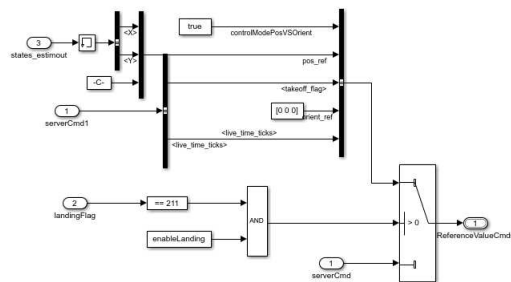 true
controlModePosVSOrient
<X>
3
states_estimout
<Y>
pos_ref
-C-
<takeoff_flag>
1
serverCmd1
[0 0 0]
orient_ref
<live_time_ticks>
<live_time_ticks>
2
landingFlag
== 211
AND
> 0
1
ReferenceValueCmd
enableLanding
1
serverCmd